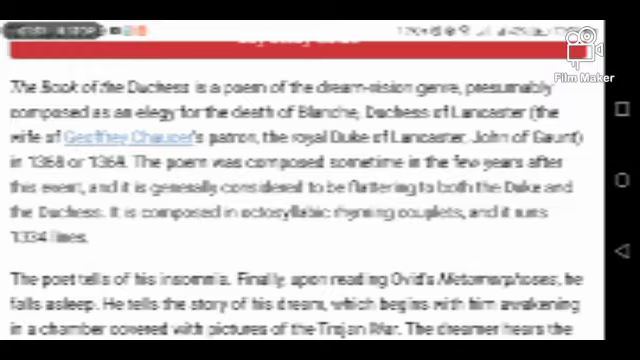 Film Maker
The Book of the Duchess is a poem of the dream-vision genre, presumably
composed as an elegy for the death of Blanche, Duchess of Lancaster (the
wife of Geoffrey Chaucer's patron, the royal Duke of Lancaster, John of Gaunt)
in 1368 or 1369. The poem was composed sometime in the few years after
this event, and it is generally considered to be flattering to both the Duke and
the Duchess. It is composed in octosyllabic rhyming couplets, and it runs
1334 lines.
The poet tells of his insomnia. Finally, upon reading Ovid's Metamorphoses, he
falls asleep. He tells the story of his dream, which begins with him awakening
in a chamber covered with pictures of the Trojan War. The dreamer hears the